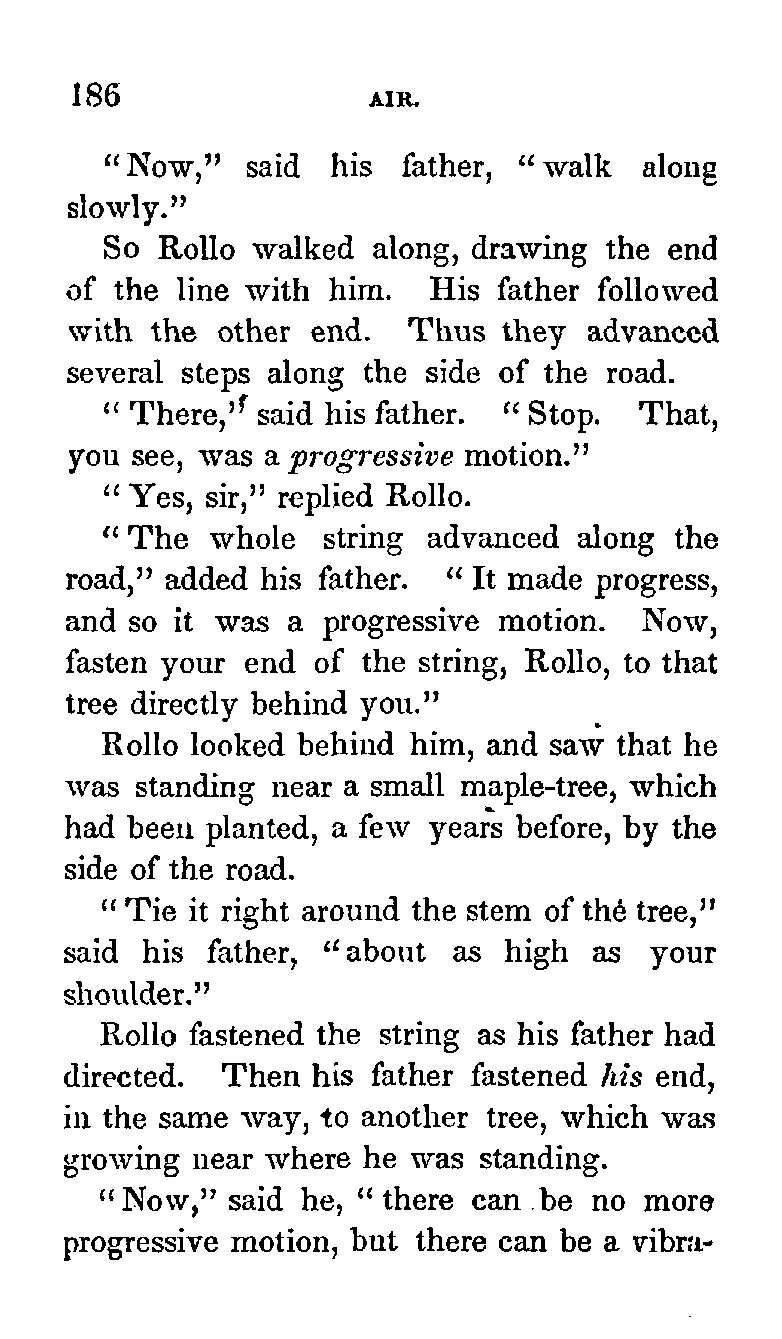 186 AIR.
“Now,” said his father, “walk along
slowly.”
So Rollo walked along, drawing the end
of the line with him. His father followed
with the other end. Thus they advanced
several steps along the side of the road.
“There,” said his father. “Stop. That,
you see, was a progressive motion.”
“Yes, sir,” replied Rollo.
“The whole string advanced along the
road,” added his father. “It made progress,
and so it was a progressive motion. Now,
fasten your end of the string, Rollo, to that
tree directly behind you.”
Rollo looked behind him, and saw that he
was standing near a small maple-tree, which
had been planted, a few years before, by the
side of the road.
“Tie it right around the stem of the tree,”
said his father, “about as high as your
shoulder.”
Rollo fastened the string as his father had
directed. Then his father fastened his end,
in the same way, to another tree, which was
growing near where he was standing.
“Now,” said he, “there can be no more
progressive motion, but there can be a vibra-